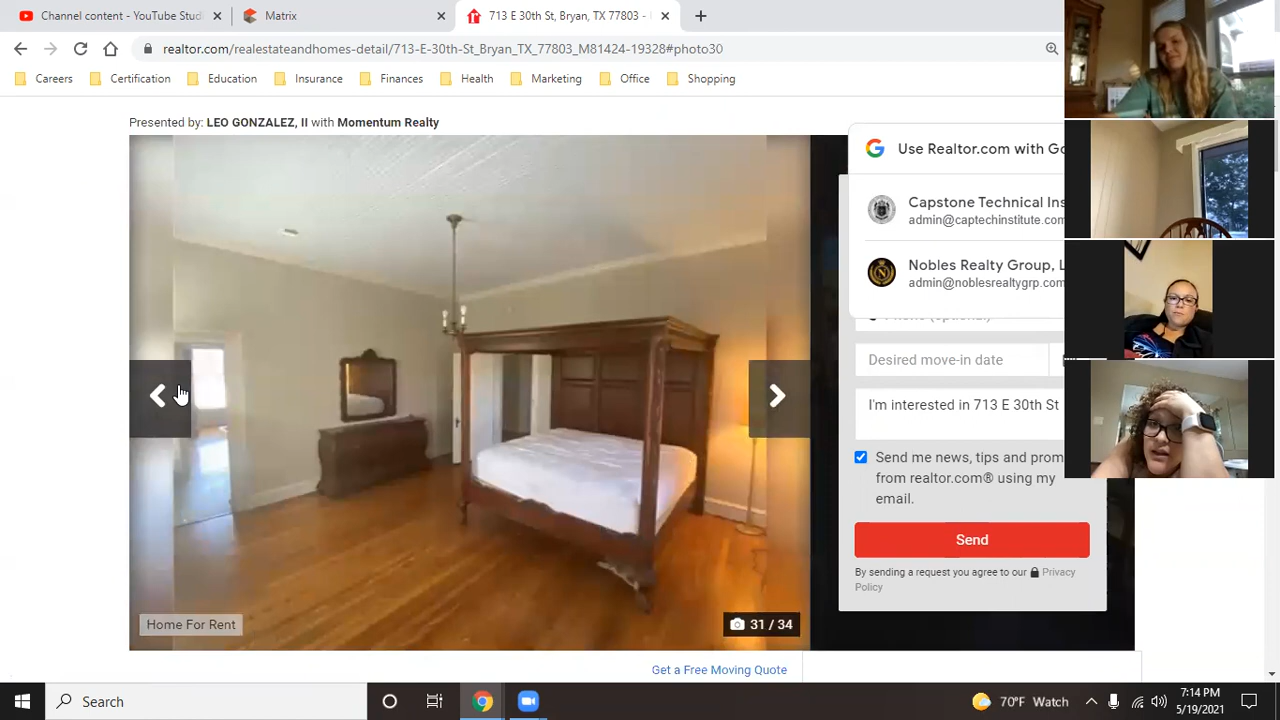 Channel content - YouTube Stud
Matrix
713 E 30th St, Bryan, TX 77803 -
realtor.com/realestateandhomes-detail/713-E-30th-St_Bryan_TX_77803_M81424-19328#photo30
Careers
Certification
Education
Insurance
Finances
Health
Marketing
Office
Shopping
Presented by: LEO GONZALEZ, II with Momentum Realty
Use Realtor.com with Go
Capstone Technical Ins
admin@captechinstitute.com
Nobles Realty Group, L
admin@noblesrealtygrp.com
Phone (optional)
Desired move-in date
I'm interested in 713 E 30th St
Send me news, tips and prom
from realtor.com® using my
email.
Send
By sending a request you agree to our Privacy
Policy
Home For Rent
31 / 34
Get a Free Moving Quote
Search
70°F Watch
7:14 PM
5/19/2021